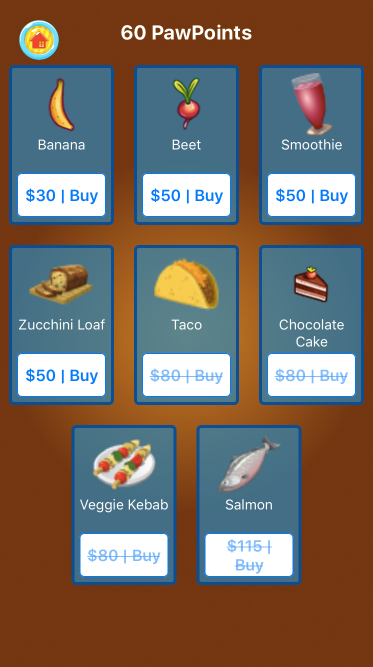 60 PawPoints
Banana
Beet
Smoothie
$30 | Buy
$50 | Buy
$50 | Buy
Zucchini Loaf
Taco
Chocolate
Cake
$50 | Buy
$80 | Buy
$80 | Buy
Veggie Kebab
Salmon
$80 | Buy
$115 |
Buy